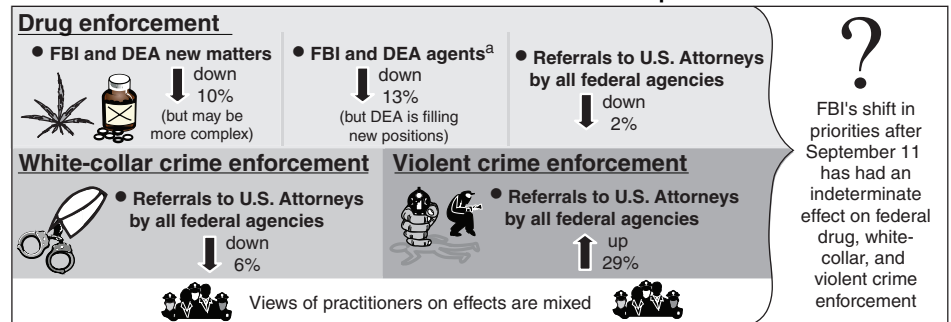 Drug enforcement
• FBI and DEA new matters
down
10%
(but may be
more complex)
• FBI and DEA agentsa
down
13%
(but DEA is filling
new positions)
• Referrals to U.S. Attorneys
by all federal agencies
down
2%
White-collar crime enforcement
• Referrals to U.S. Attorneys
by all federal agencies
down
6%
Violent crime enforcement
• Referrals to U.S. Attorneys
by all federal agencies
up
29%
Views of practitioners on effects are mixed
?
FBI's shift in
priorities after
September 11
has had an
indeterminate
effect on federal
drug, white-
collar, and
violent crime
enforcement